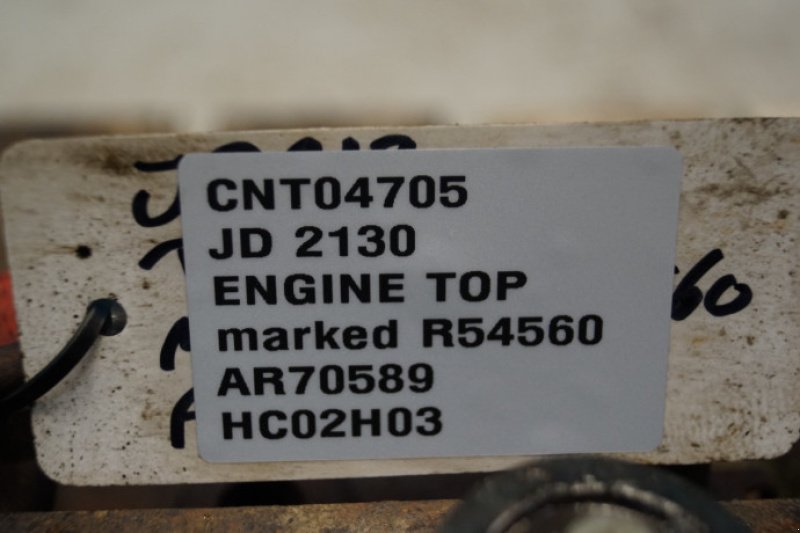 CNT04705
JD 2130
ENGINE TOP
marked R54560
AR70589
HC02H03